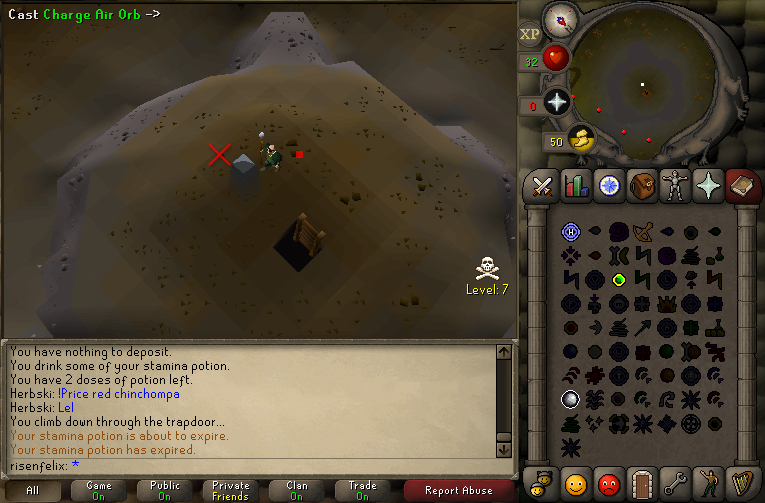 Cast Charge Air Orb ->
XP
32
0
50
Level: 7
You have nothing to deposit.
You drink some of your stamina potion.
You have 2 doses of potion left.
Herbski: !Price red chinchompa
Herbski: Lel
You climb down through the trapdoor...
Your stamina potion is about to expire.
Your stamina potion has expired.
risenfelix: *
All
Game
On
Public
On
Private
Friends
Clan
On
Trade
On
Report Abuse
H